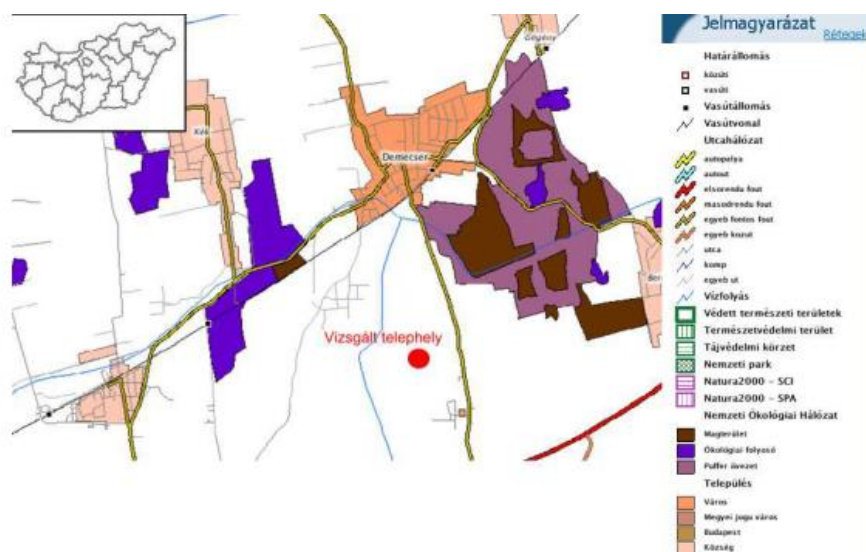 Kék
Gégény
Demecser
Vizsgált telephely
Jelmagyarázat
Rétegek
Határállomás
közúti
vasúti
Vasútállomás
Vasútvonal
Utcahálózat
autopalya
autout
elsorendu fout
masodrendu fout
egyeb fontos fout
egyeb kozut
utca
komp
egyeb ut
Vízfolyás
Védett természeti területek
Természetvédelmi terület
Tájvédelmi körzet
Nemzeti park
Natura2000 - SCI
Natura2000 - SPA
Nemzeti Ökológiai Hálózat
Magterület
Ökológiai folyosó
Puffer övezet
Település
Város
Megyei jogu város
Budapest
Község